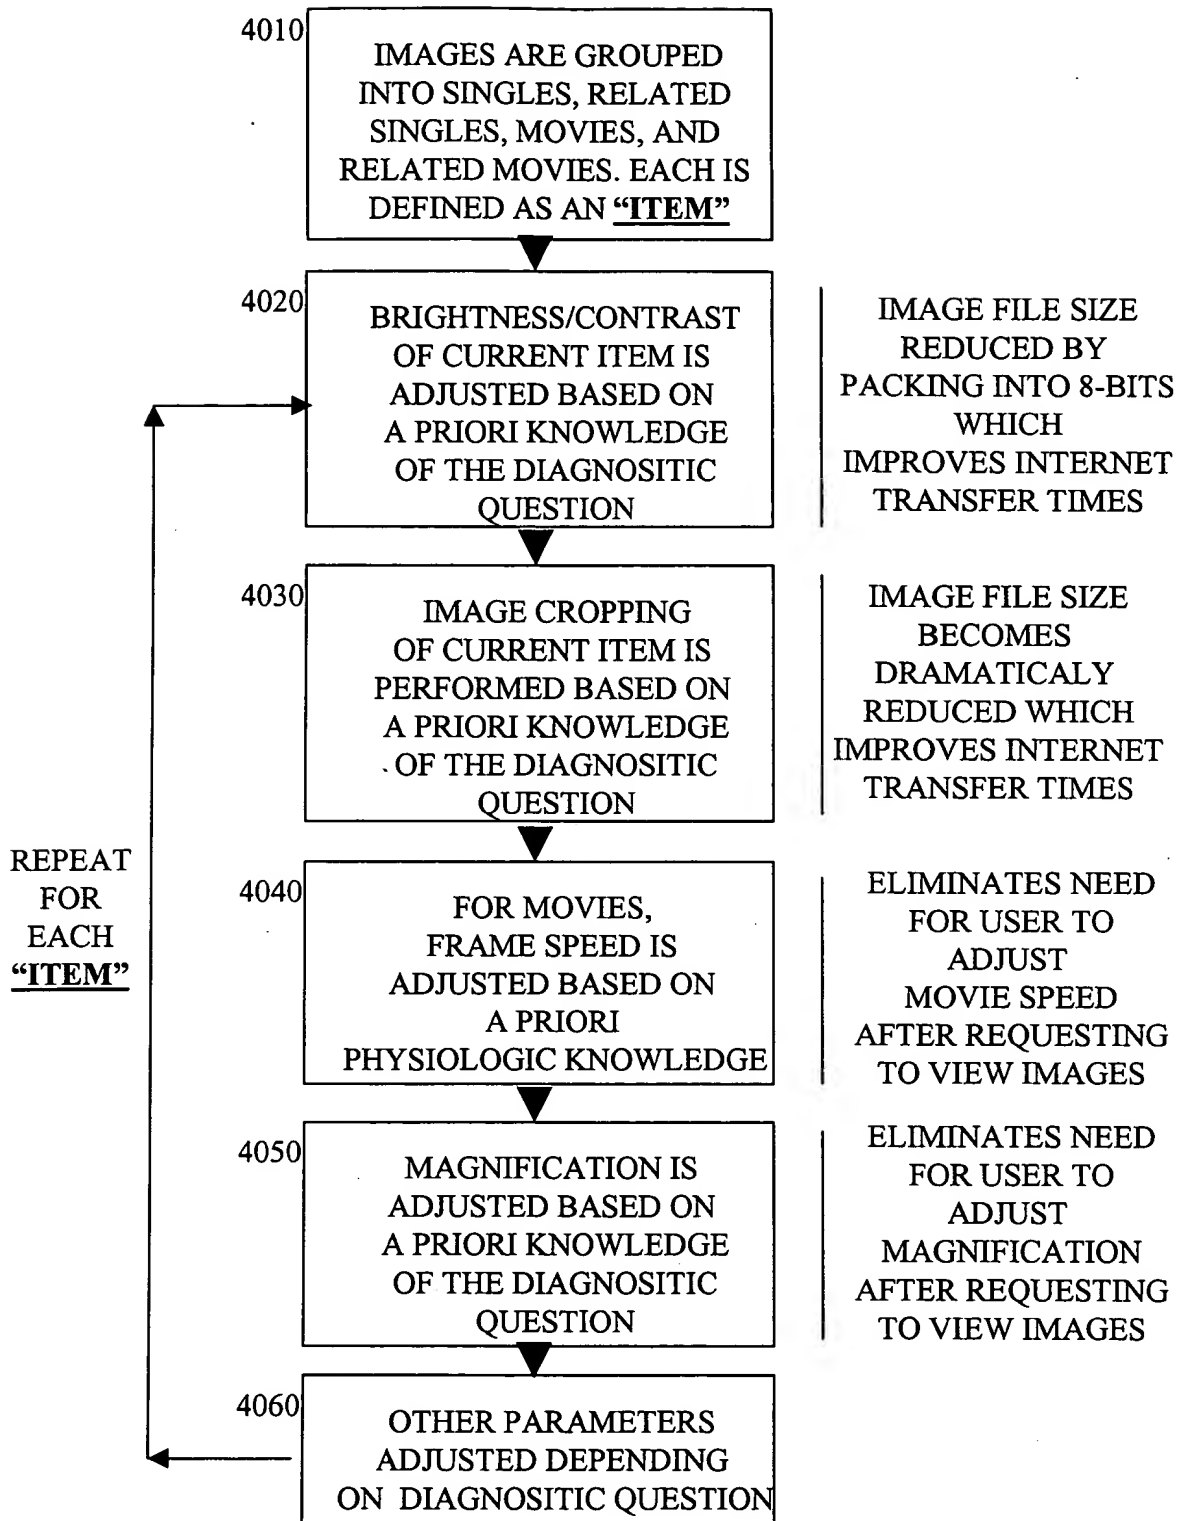 4010
IMAGES ARE GROUPED
INTO SINGLES, RELATED
SINGLES, MOVIES, AND
RELATED MOVIES. EACH IS
DEFINED AS AN “ITEM”
4020
BRIGHTNESS/CONTRAST
OF CURRENT ITEM IS
ADJUSTED BASED ON
A PRIORI KNOWLEDGE
OF THE DIAGNOSITIC
QUESTION
IMAGE FILE SIZE
REDUCED BY
PACKING INTO 8-BITS
WHICH
IMPROVES INTERNET
TRANSFER TIMES
4030
IMAGE CROPPING
OF CURRENT ITEM IS
PERFORMED BASED ON
A PRIORI KNOWLEDGE
OF THE DIAGNOSITIC
QUESTION
IMAGE FILE SIZE
BECOMES
DRAMATICALY
REDUCED WHICH
IMPROVES INTERNET
TRANSFER TIMES
REPEAT
FOR
EACH
“ITEM”
4040
FOR MOVIES,
FRAME SPEED IS
ADJUSTED BASED ON
A PRIORI
PHYSIOLOGIC KNOWLEDGE
ELIMINATES NEED
FOR USER TO
ADJUST
MOVIE SPEED
AFTER REQUESTING
TO VIEW IMAGES
4050
MAGNIFICATION IS
ADJUSTED BASED ON
A PRIORI KNOWLEDGE
OF THE DIAGNOSITIC
QUESTION
ELIMINATES NEED
FOR USER TO
ADJUST
MAGNIFICATION
AFTER REQUESTING
TO VIEW IMAGES
4060
OTHER PARAMETERS
ADJUSTED DEPENDING
ON DIAGNOSITIC QUESTION